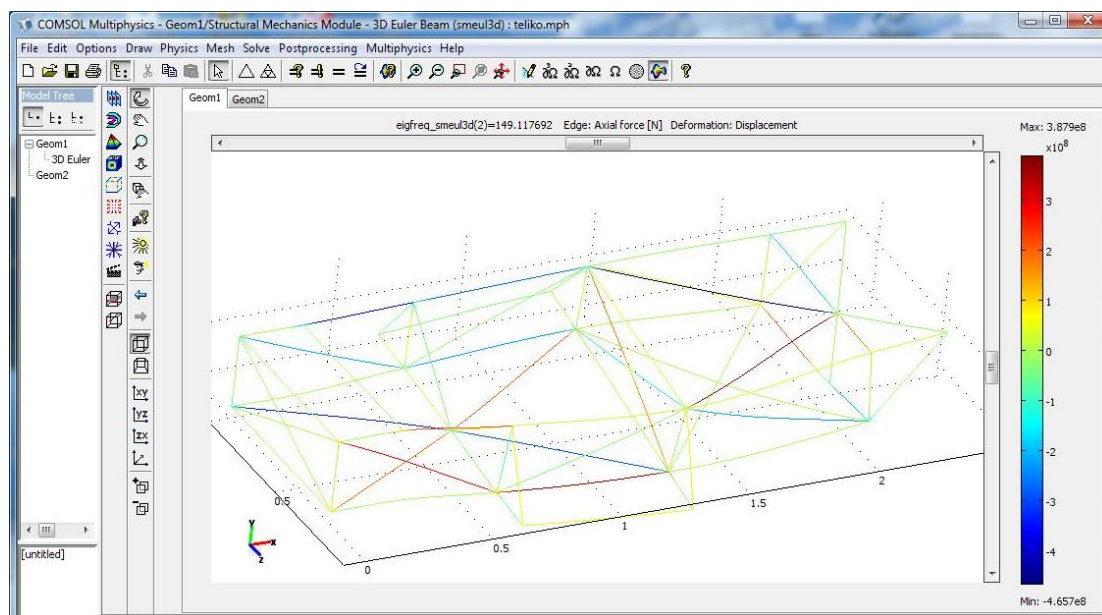 COMSOL Multiphysics - Geom1/Structural Mechanics Module - 3D Euler Beam (smeul3d) : teliko.mph
File Edit Options Draw Physics Mesh Solve Postprocessing Multiphysics Help
Model Tree
Geom1
3D Euler
Geom2
[untitled]
Geom1 Geom2
eigfreq_smeul3d(2)=149.117692 Edge: Axial force [N] Deformation: Displacement
Max: 3.879e8
x10^8
3
2
1
0
-1
-2
-3
-4
Min: -4.657e8
0.5
0
0.5
1
1.5
2
y
x
z
xy
yz
zx